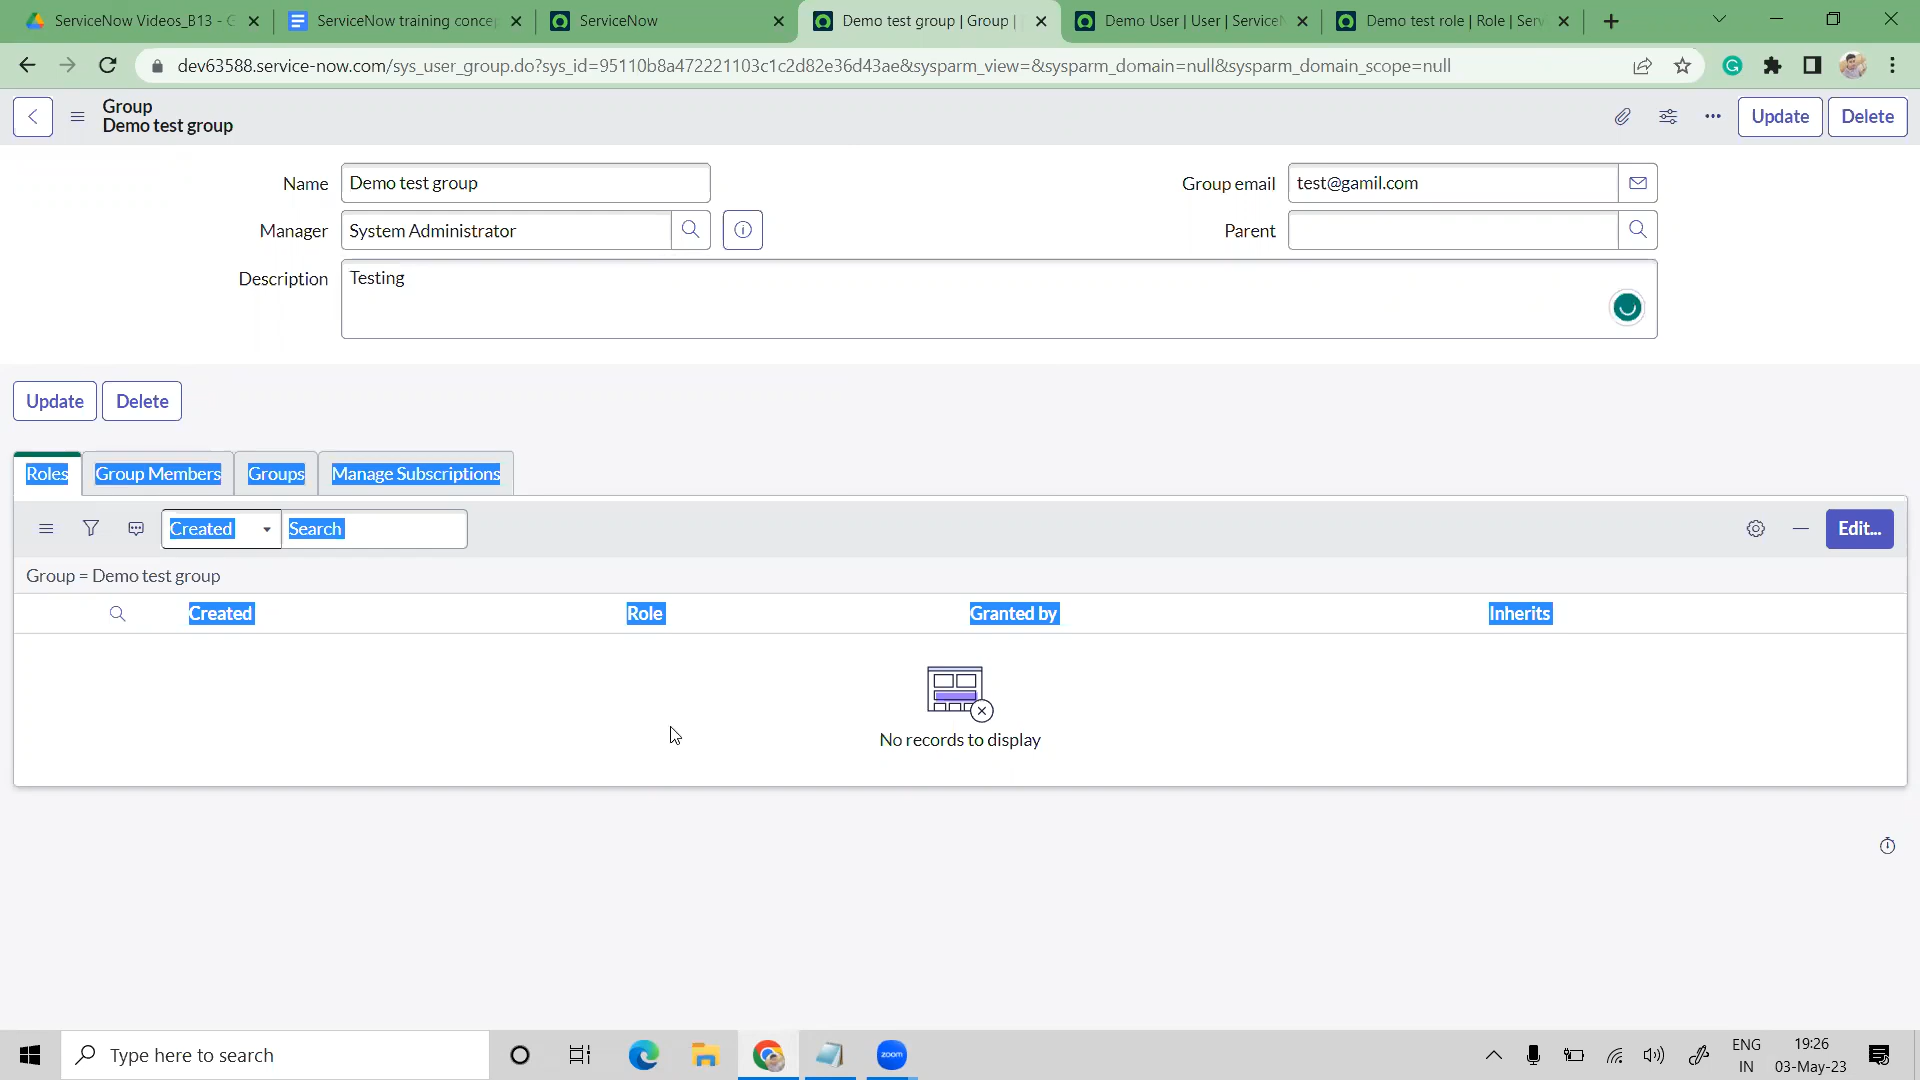 ServiceNow Videos_B13 - G
ServiceNow training concep
ServiceNow
Demo test group | Group |
Demo User | User | ServiceN
Demo test role | Role | Serv
dev63588.service-now.com/sys_user_group.do?sys_id=95110b8a472221103c1c2d82e36d43ae&sysparm_view=&sysparm_domain=null&sysparm_domain_scope=null
Group
Demo test group
Update
Delete
Name
Demo test group
Group email
test@gamil.com
Manager
System Administrator
Parent
Description
Testing
Update
Delete
Roles
Group Members
Groups
Manage Subscriptions
Created
Search
Edit...
Group = Demo test group
Created
Role
Granted by
Inherits
No records to display
Type here to search
zoom
ENG
IN
19:26
03-May-23